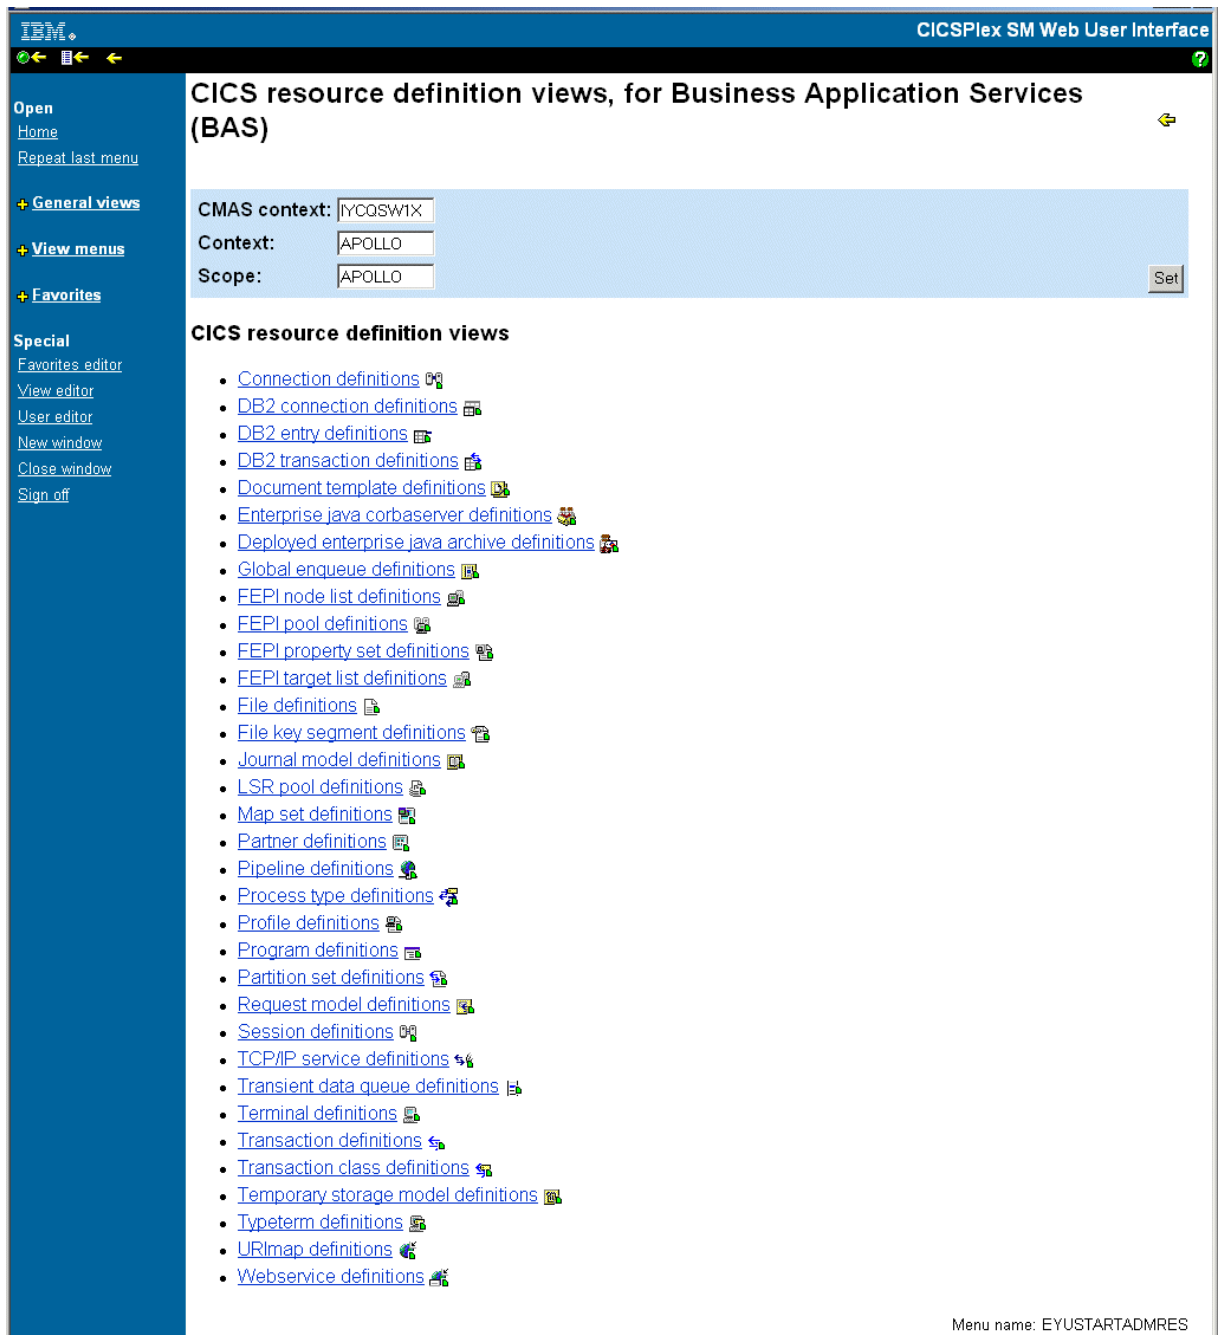 IBM.
CICSPlex SM Web User Interface
?
CICS resource definition views, for Business Application Services
(BAS)
Open
Home
Repeat last menu
General views
View menus
Favorites
Special
Favorites editor
View editor
User editor
New window
Close window
Sign off
CMAS context: IYCQSW1X
Context: APOLLO
Scope: APOLLO
Set
CICS resource definition views
Connection definitions
DB2 connection definitions
DB2 entry definitions
DB2 transaction definitions
Document template definitions
Enterprise java corbaserver definitions
Deployed enterprise java archive definitions
Global enqueue definitions
FEPI node list definitions
FEPI pool definitions
FEPI property set definitions
FEPI target list definitions
File definitions
File key segment definitions
Journal model definitions
LSR pool definitions
Map set definitions
Partner definitions
Pipeline definitions
Process type definitions
Profile definitions
Program definitions
Partition set definitions
Request model definitions
Session definitions
TCP/IP service definitions
Transient data queue definitions
Terminal definitions
Transaction definitions
Transaction class definitions
Temporary storage model definitions
Typeterm definitions
URImap definitions
Webservice definitions
Menu name: EYUSTARTADMRES